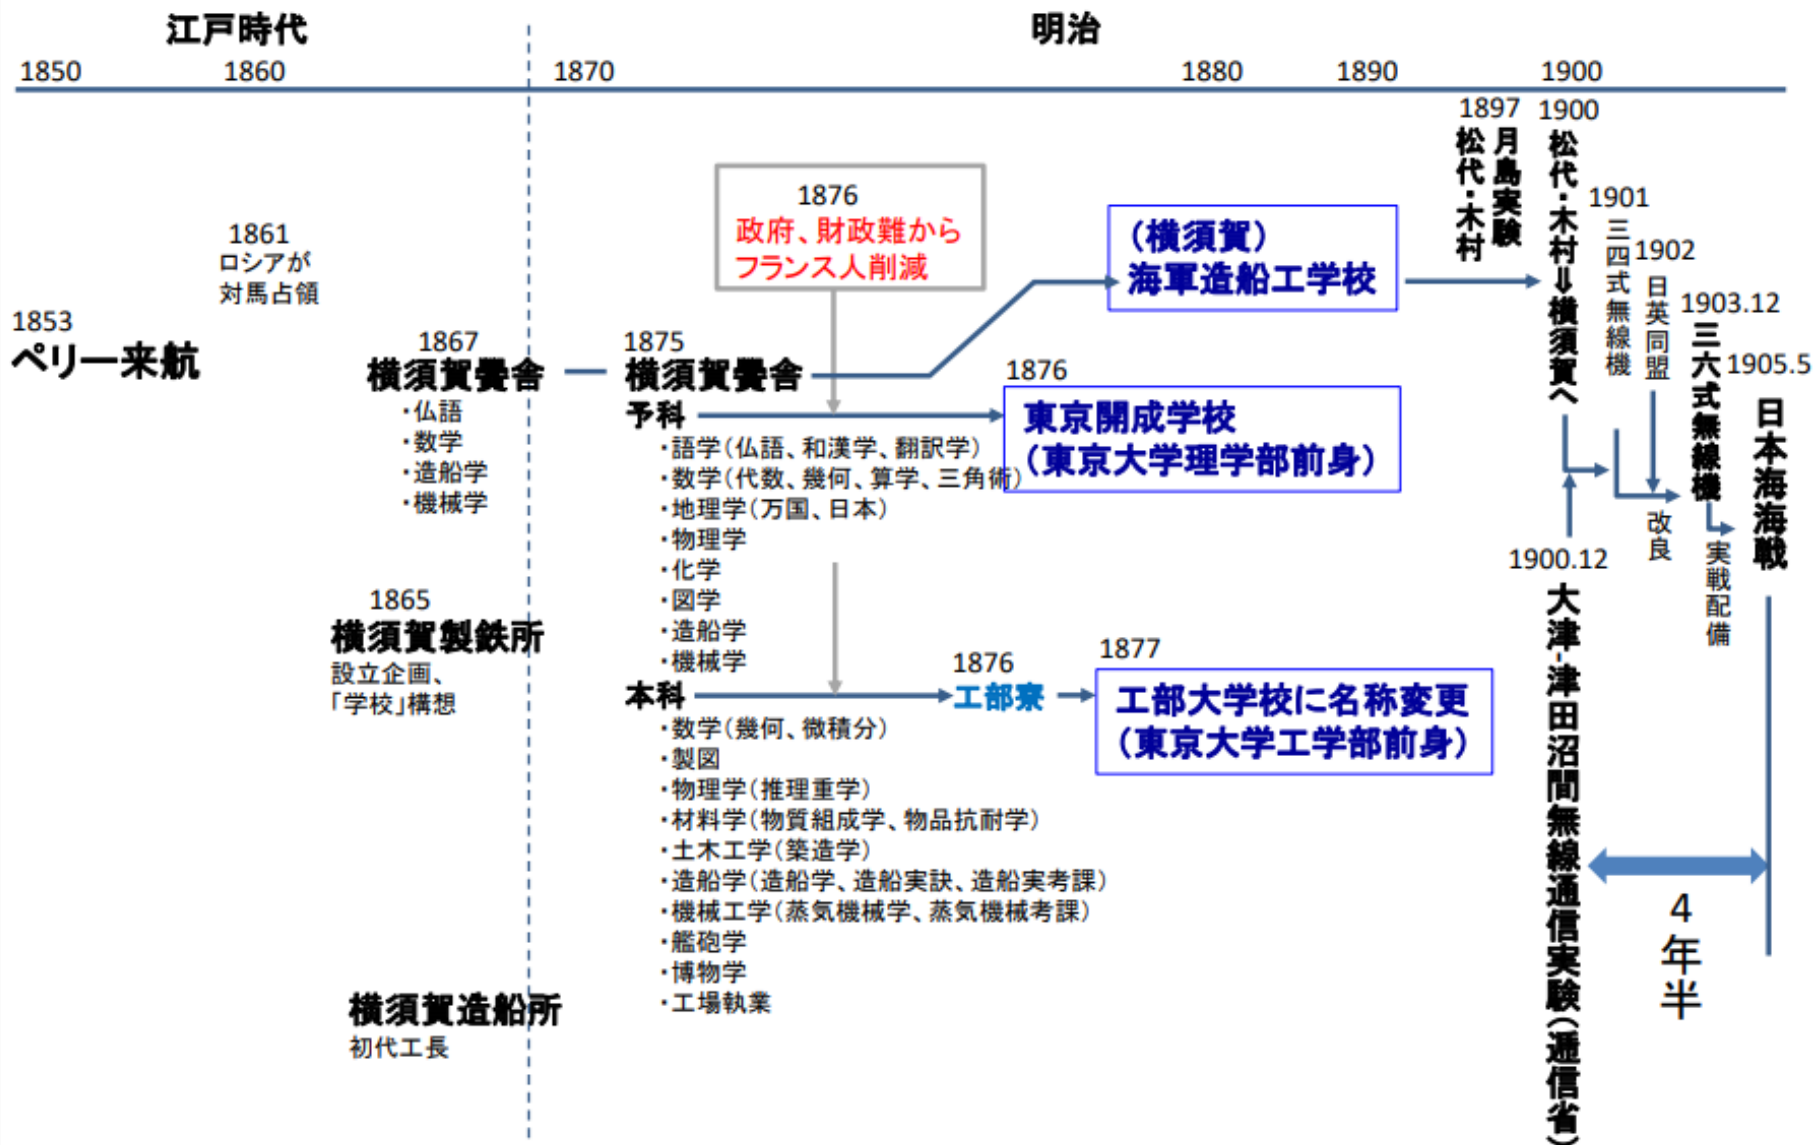 江戸時代
明治
1850
1860
1870
1880
1890
1900
1853
ペリー来航
1861
ロシアが
対馬占領
1867
横須賀黌舎
・仏語
・数学
・造船学
・機械学
1865
横須賀製鉄所
設立企画、
「学校」構想
横須賀造船所
初代工長
1876
政府、財政難から
フランス人削減
1875
横須賀黌舎
予科
・語学(仏語、和漢学、翻訳学)
・数学(代数、幾何、算学、三角術)
・地理学(万国、日本)
・物理学
・化学
・図学
・造船学
・機械学
本科
・数学(幾何、微積分)
・製図
・物理学(推理重学)
・材料学(物質組成学、物品抗耐学)
・土木工学(築造学)
・造船学(造船学、造船実訣、造船実考課)
・機械工学(蒸気機械学、蒸気機械考課)
・艦砲学
・博物学
・工場執業
(横須賀)
海軍造船工学校
1876
東京開成学校
(東京大学理学部前身)
1876
工部寮
1877
工部大学校に名称変更
(東京大学工学部前身)
1897
月島実験
松代・木村
1900
松代・木村⇒横須賀へ
1901
三四式無線機
1902
日英同盟
改良
1903.12
三六式無線機
実戦配備
1905.5
日本海海戦
1900.12
大津-津田沼間無線通信実験(逓信省)
4年半